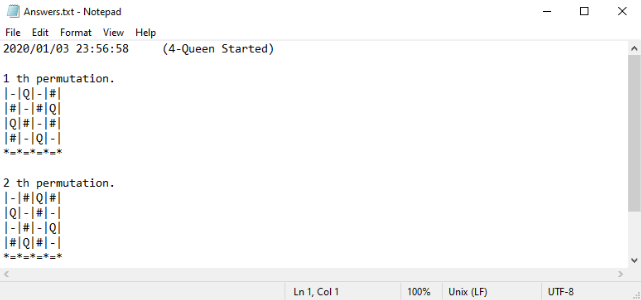 Answers.txt - Notepad
File Edit Format View Help
2020/01/03 23:56:58     (4-Queen Started)

1 th permutation.
|-|Q|-|#|
|#|-|#|Q|
|Q|#|-|#|
|#|-|Q|-|
*=*=*=*=*

2 th permutation.
|-|#|Q|#|
|Q|-|#|-|
|-|#|-|Q|
|#|Q|#|-|
*=*=*=*=*
Ln 1, Col 1 100% Unix (LF) UTF-8